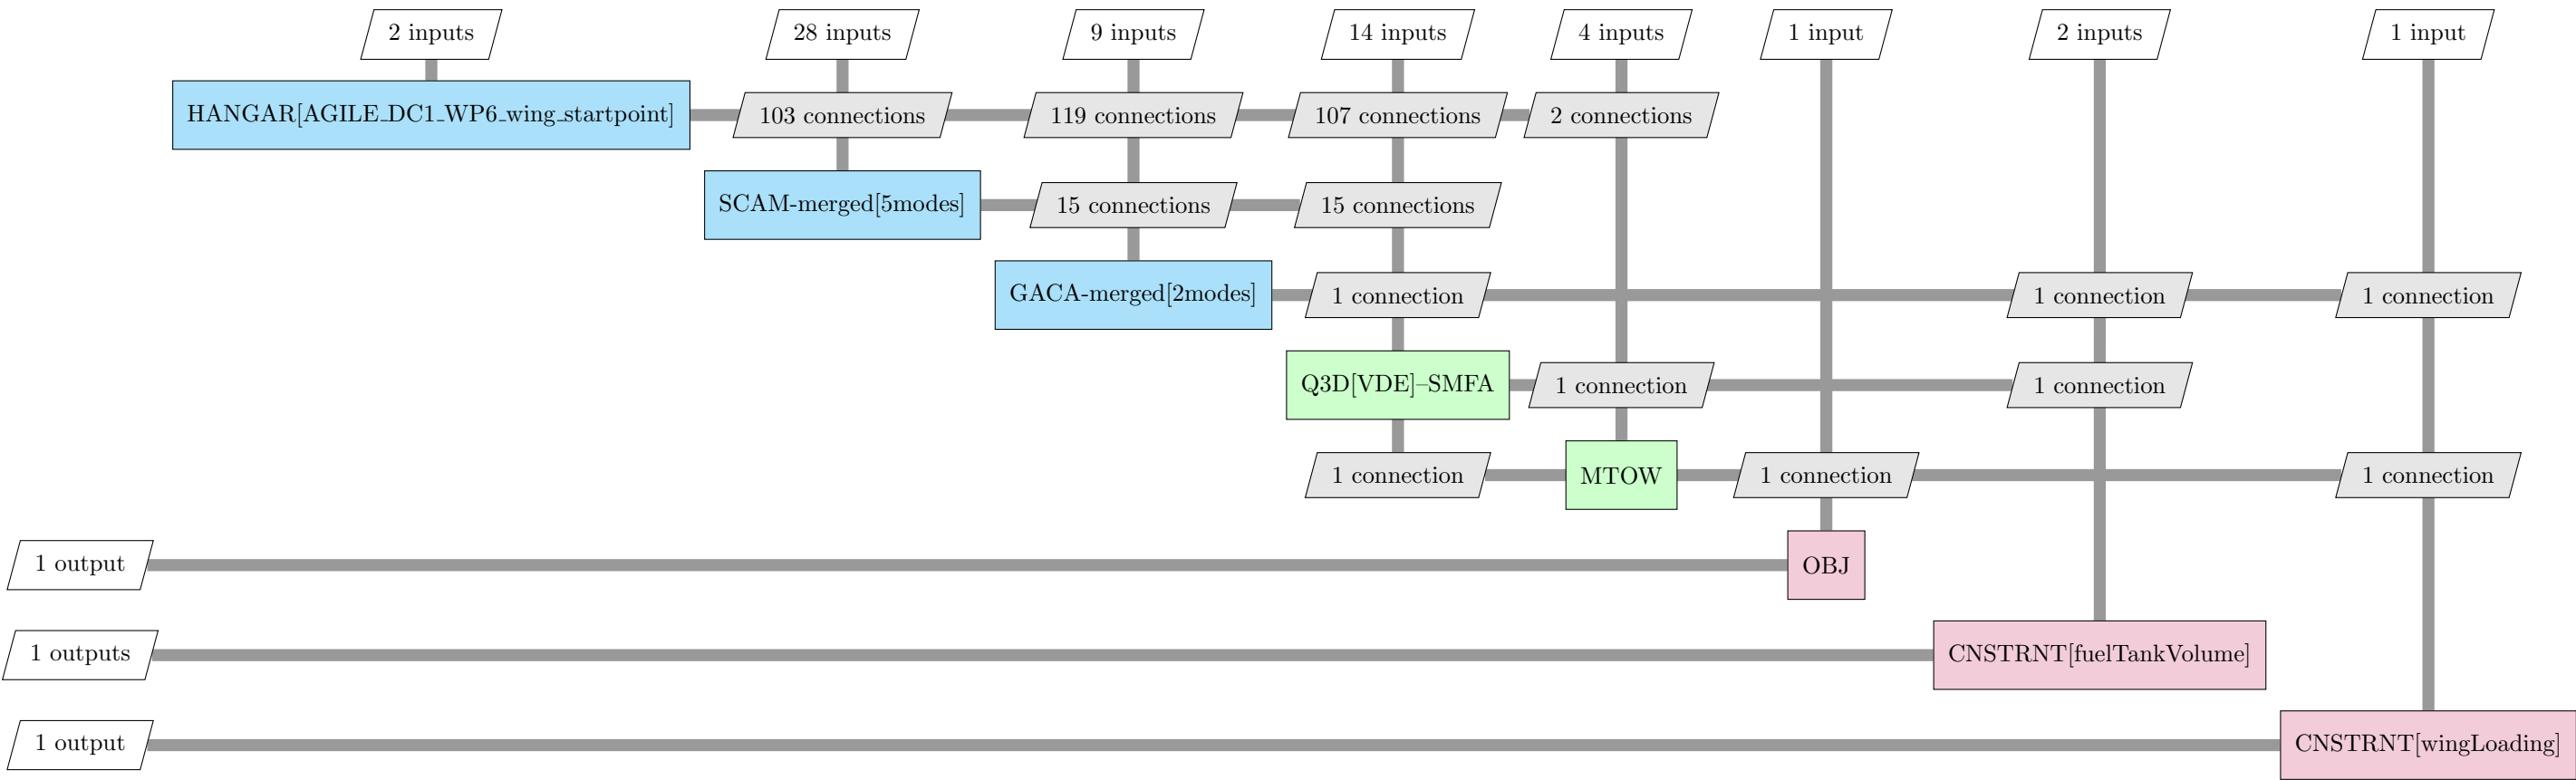 2 inputs
28 inputs
9 inputs
14 inputs
4 inputs
1 input
2 inputs
1 input
HANGAR[AGILE_DC1_WP6_wing_startpoint]
103 connections
119 connections
107 connections
2 connections
SCAM-merged[5modes]
15 connections
15 connections
GACA-merged[2modes]
1 connection
1 connection
1 connection
Q3D[VDE]–SMFA
1 connection
1 connection
1 connection
MTOW
1 connection
1 connection
1 output
OBJ
1 outputs
CNSTRNT[fuelTankVolume]
1 output
CNSTRNT[wingLoading]